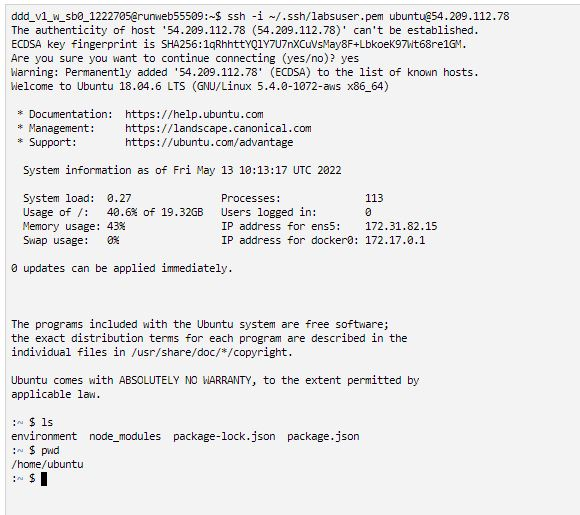 ddd_v1_w_sb0_1222705@runweb55509:~$ ssh -i ~/.ssh/labsuser.pem ubuntu@54.209.112.78
The authenticity of host '54.209.112.78 (54.209.112.78)' can't be established.
ECDSA key fingerprint is SHA256:1qRhhttYQlY7U7nXCuVsMay8F+LbkoeK97Wt68re1GM.
Are you sure you want to continue connecting (yes/no)? yes
Warning: Permanently added '54.209.112.78' (ECDSA) to the list of known hosts.
Welcome to Ubuntu 18.04.6 LTS (GNU/Linux 5.4.0-1072-aws x86_64)
* Documentation: https://help.ubuntu.com
* Management: https://landscape.canonical.com
* Support: https://ubuntu.com/advantage
System information as of Fri May 13 10:13:17 UTC 2022
System load: 0.27 Processes: 113
Usage of /: 40.6% of 19.32GB Users logged in: 0
Memory usage: 43% IP address for ens5: 172.31.82.15
Swap usage: 0% IP address for docker0: 172.17.0.1
0 updates can be applied immediately.
The programs included with the Ubuntu system are free software;
the exact distribution terms for each program are described in the
individual files in /usr/share/doc/*/copyright.
Ubuntu comes with ABSOLUTELY NO WARRANTY, to the extent permitted by
applicable law.
:~ $ ls
environment node_modules package-lock.json package.json
:~ $ pwd
/home/ubuntu
:~ $